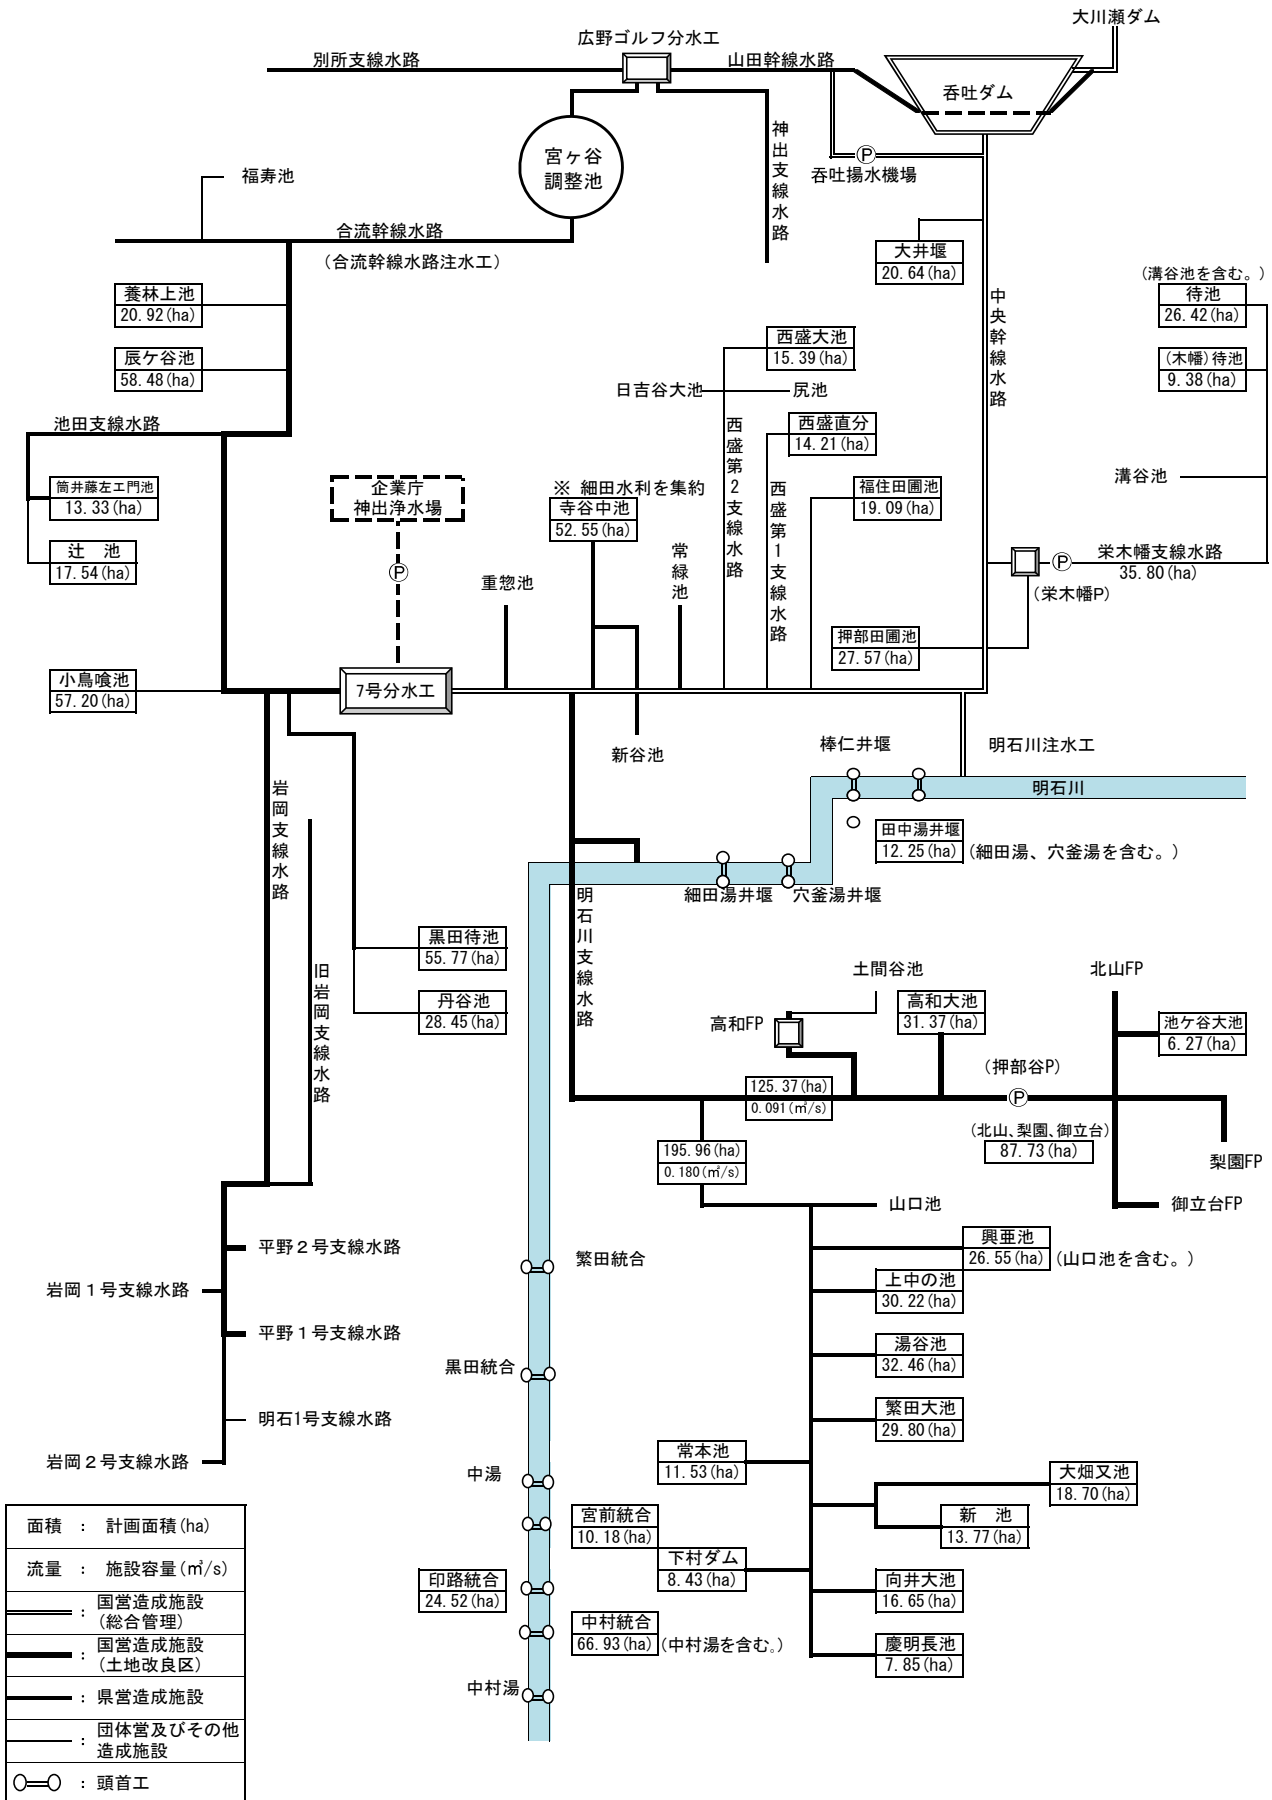 大川瀬ダム
広野ゴルフ分水工
別所支線水路
山田幹線水路
呑吐ダム
神出支線水路
宮ヶ谷
調整池
Ⓟ
呑吐揚水機場
福寿池
合流幹線水路
(合流幹線水路注水工)
大井堰
20.64(ha)
中央幹線水路
(溝谷池を含む。)
待池
26.42(ha)
養林上池
20.92(ha)
西盛大池
15.39(ha)
辰ケ谷池
58.48(ha)
(木幡)待池
9.38(ha)
日吉谷大池
尻池
池田支線水路
西盛第2支線水路
西盛直分
14.21(ha)
溝谷池
筒井藤左エ門池
13.33(ha)
企業庁
神出浄水場
※ 細田水利を集約
寺谷中池
52.55(ha)
西盛第1支線水路
福住田圃池
19.09(ha)
辻 池
17.54(ha)
Ⓟ
重惣池
常緑池
Ⓟ
栄木幡支線水路
35.80(ha)
(栄木幡P)
押部田圃池
27.57(ha)
小鳥喰池
57.20(ha)
7号分水工
新谷池
棒仁井堰
明石川注水工
岩岡支線水路
明石川
田中湯井堰
12.25(ha)
(細田湯、穴釜湯を含む。)
細田湯井堰
穴釜湯井堰
明石川支線水路
黒田待池
55.77(ha)
旧岩岡支線水路
丹谷池
28.45(ha)
土間谷池
北山FP
高和FP
高和大池
31.37(ha)
池ケ谷大池
6.27(ha)
(押部谷P)
125.37(ha)
0.091(㎥/s)
Ⓟ
(北山、梨園、御立台)
87.73(ha)
195.96(ha)
0.180(㎥/s)
梨園FP
山口池
御立台FP
平野2号支線水路
繁田統合
興亜池
26.55(ha)
(山口池を含む。)
岩岡1号支線水路
上中の池
30.22(ha)
平野1号支線水路
湯谷池
32.46(ha)
黒田統合
繁田大池
29.80(ha)
明石1号支線水路
常本池
11.53(ha)
岩岡2号支線水路
中湯
大畑又池
18.70(ha)
宮前統合
10.18(ha)
新 池
13.77(ha)
下村ダム
8.43(ha)
印路統合
24.52(ha)
向井大池
16.65(ha)
中村統合
66.93(ha)
(中村湯を含む。)
慶明長池
7.85(ha)
中村湯
面積 : 計画面積(ha)
流量 : 施設容量(㎥/s)
: 国営造成施設
(総合管理)
: 国営造成施設
(土地改良区)
: 県営造成施設
: 団体営及びその他
造成施設
: 頭首工